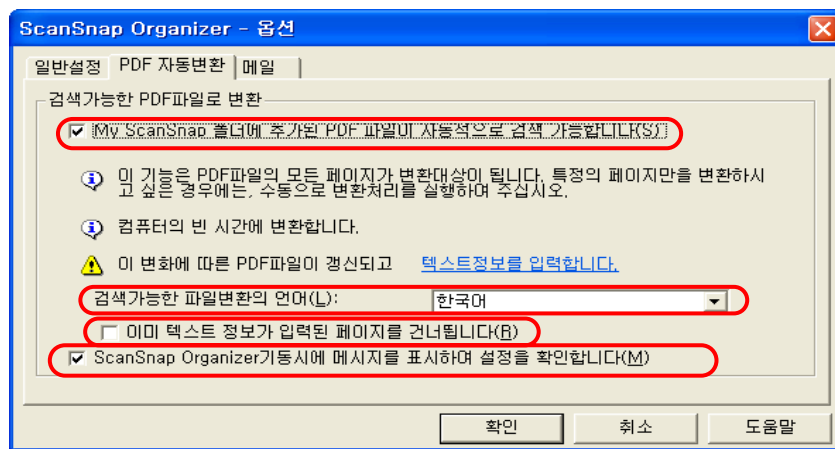 ScanSnap Organizer - 옵션
일반설정 PDF 자동변환 메일
검색가능한 PDF파일로 변환
My ScanSnap 폴더에 추가된 PDF 파일이 자동적으로 검색 가능합니다(S)
이 기능은 PDF파일의 모든 페이지가 변환대상이 됩니다. 특정의 페이지만을 변환하시
고 싶은 경우에는, 수동으로 변환처리를 실행하여 주십시오.
컴퓨터의 빈 시간에 변환합니다.
이 변화에 따른 PDF파일이 갱신되고 텍스트정보를 입력합니다.
검색가능한 파일변환의 언어(L): 한국어
이미 텍스트 정보가 입력된 페이지를 건너뜁니다(R)
ScanSnap Organizer기동시에 메시지를 표시하여 설정을 확인합니다(M)
확인 취소 도움말